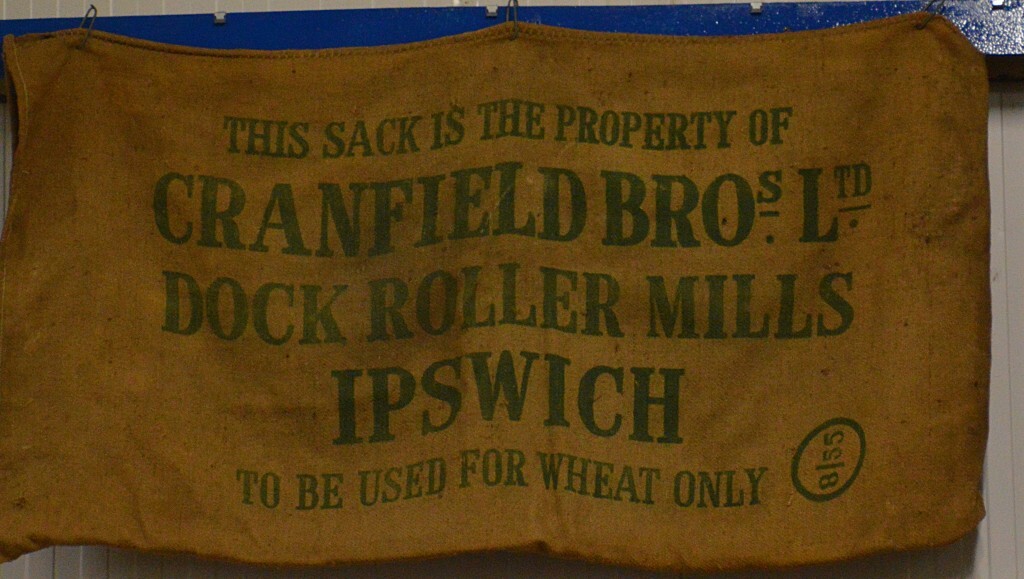 THIS SACK IS THE PROPERTY OF
CRANFIELD BROS. LTD.
DOCK ROLLER MILLS
IPSWICH
TO BE USED FOR WHEAT ONLY
8/55